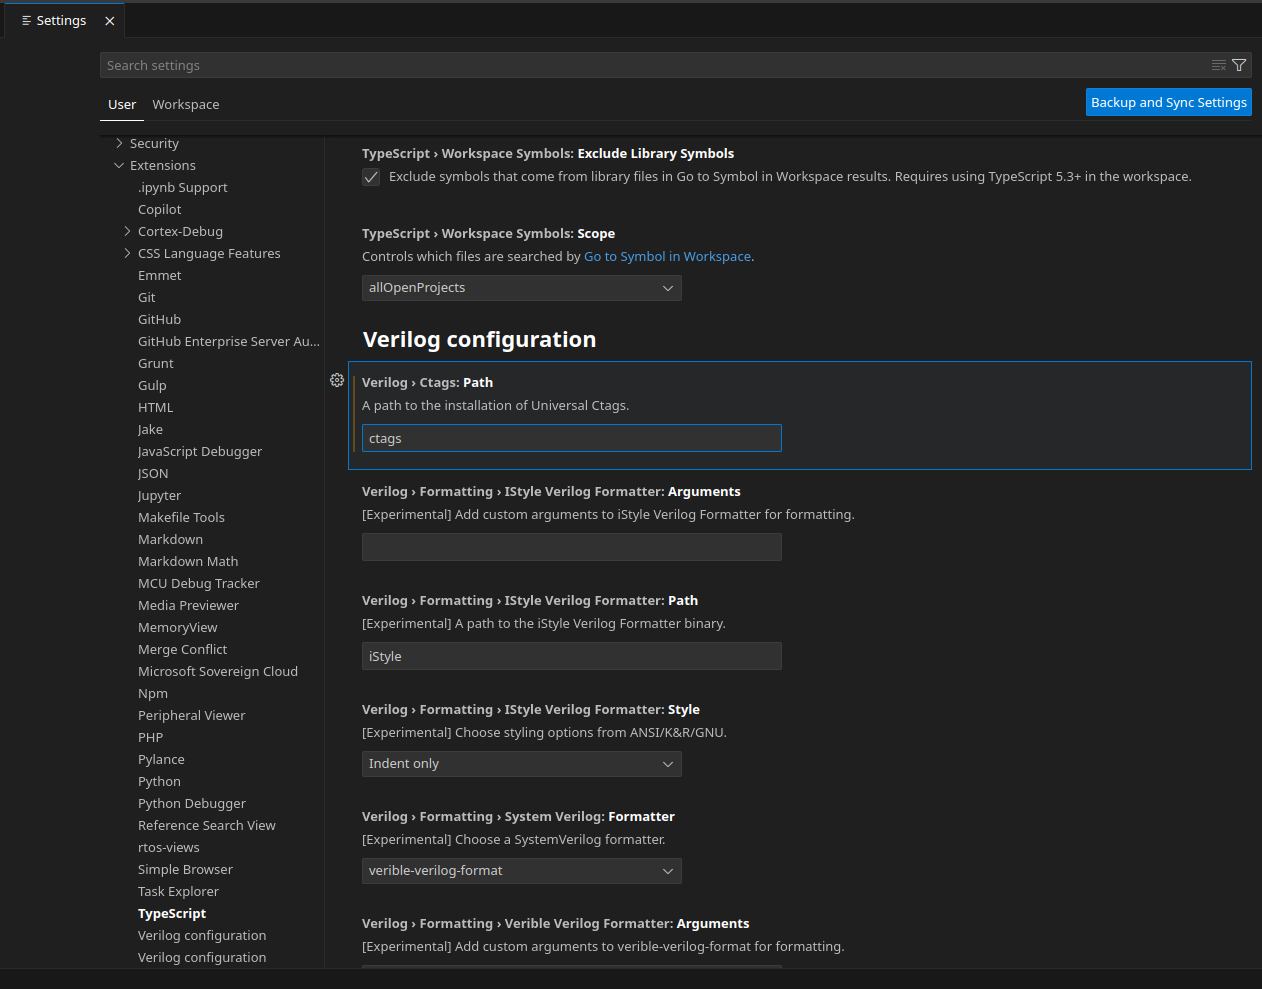 Settings
Search settings
User Workspace
Backup and Sync Settings
Security
Extensions
.ipynb Support
Copilot
Cortex-Debug
CSS Language Features
Emmet
Git
GitHub
GitHub Enterprise Server Au...
Grunt
Gulp
HTML
Jake
JavaScript Debugger
JSON
Jupyter
Makefile Tools
Markdown
Markdown Math
MCU Debug Tracker
Media Previewer
MemoryView
Merge Conflict
Microsoft Sovereign Cloud
Npm
Peripheral Viewer
PHP
Pylance
Python
Python Debugger
Reference Search View
rtos-views
Simple Browser
Task Explorer
TypeScript
Verilog configuration
Verilog configuration
TypeScript › Workspace Symbols: Exclude Library Symbols
Exclude symbols that come from library files in Go to Symbol in Workspace results. Requires using TypeScript 5.3+ in the workspace.
TypeScript › Workspace Symbols: Scope
Controls which files are searched by Go to Symbol in Workspace.
allOpenProjects
Verilog configuration
Verilog › Ctags: Path
A path to the installation of Universal Ctags.
ctags
Verilog › Formatting › IStyle Verilog Formatter: Arguments
[Experimental] Add custom arguments to iStyle Verilog Formatter for formatting.
Verilog › Formatting › IStyle Verilog Formatter: Path
[Experimental] A path to the iStyle Verilog Formatter binary.
iStyle
Verilog › Formatting › IStyle Verilog Formatter: Style
[Experimental] Choose styling options from ANSI/K&R/GNU.
Indent only
Verilog › Formatting › System Verilog: Formatter
[Experimental] Choose a SystemVerilog formatter.
verible-verilog-format
Verilog › Formatting › Verible Verilog Formatter: Arguments
[Experimental] Add custom arguments to verible-verilog-format for formatting.